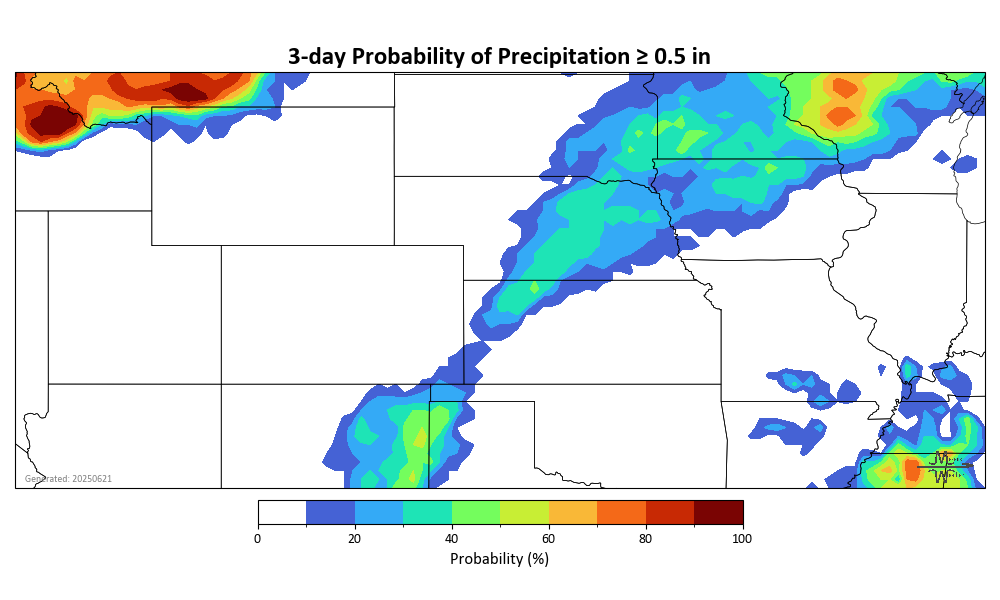 3-day Probability of Precipitation ≥ 0.5 in
Generated: 20250621
0 20 40 60 80 100
Probability (%)